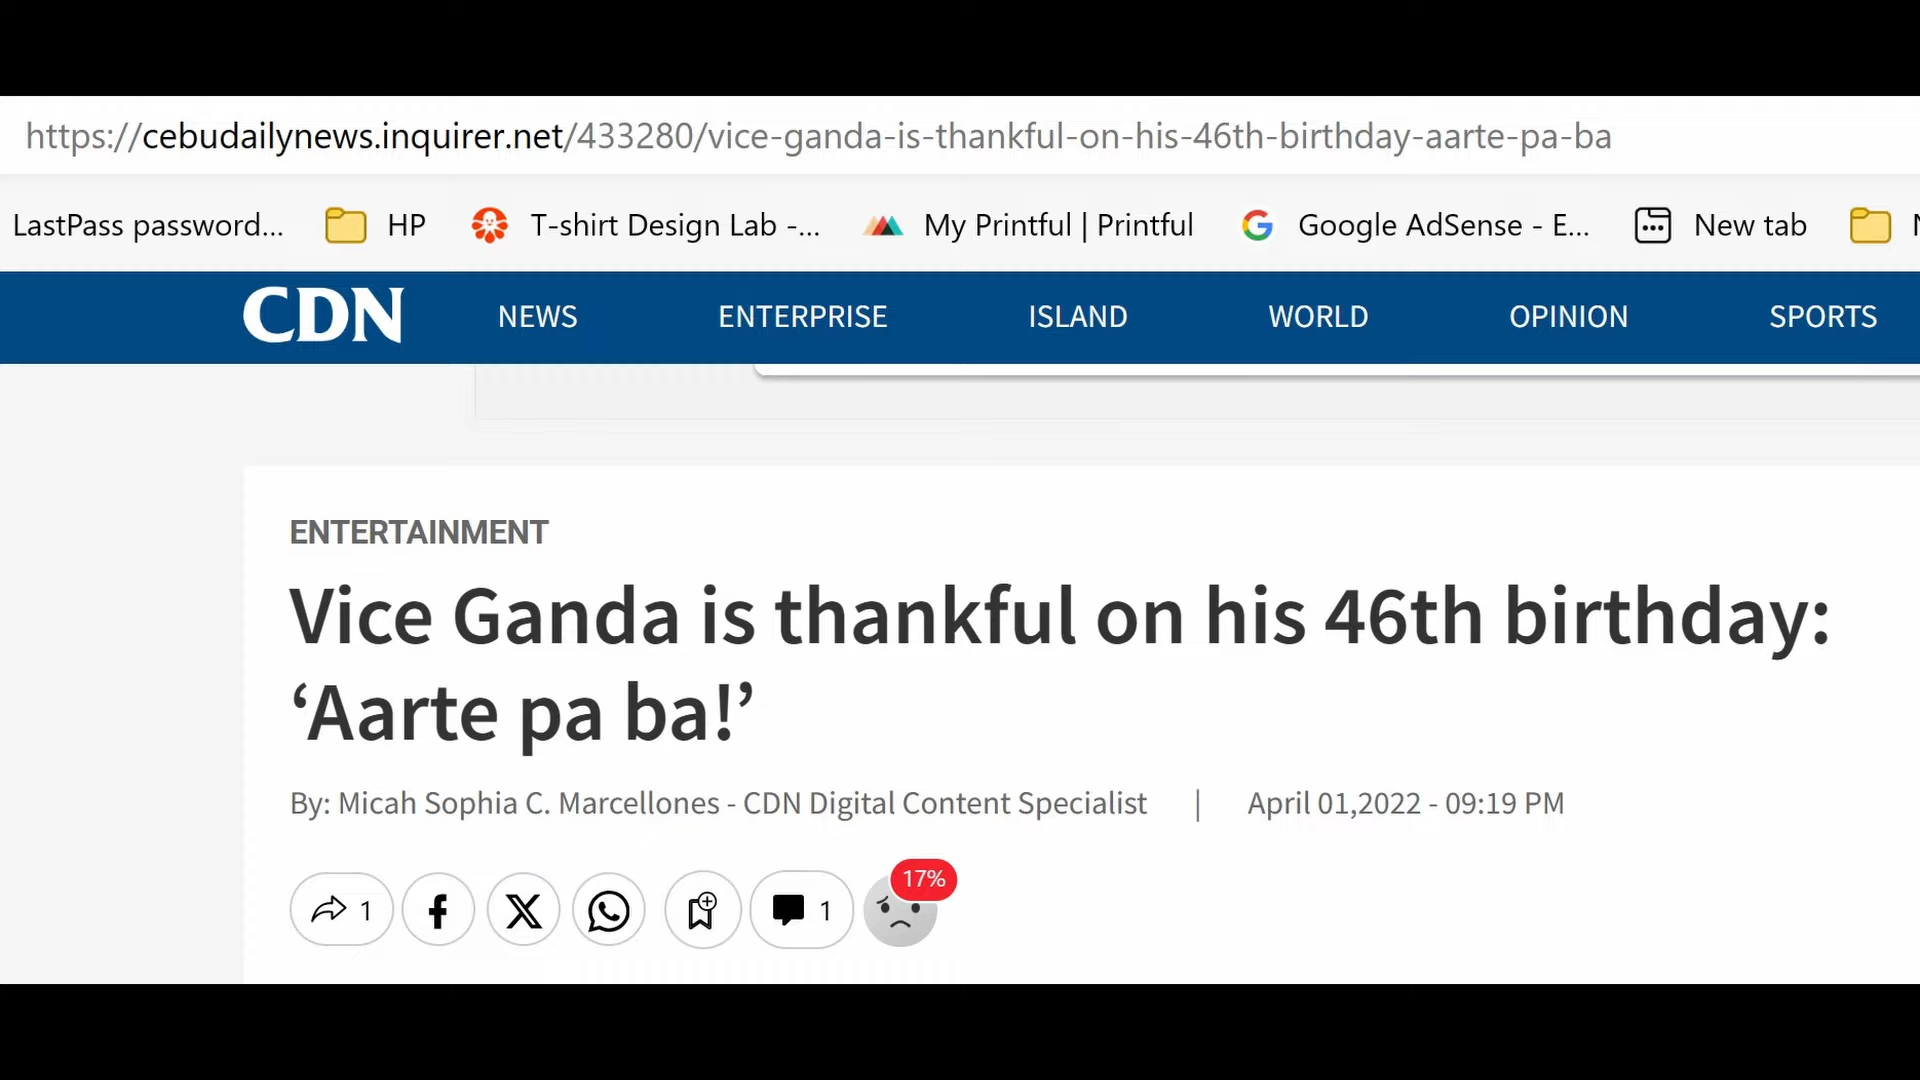 https://cebudailynews.inquirer.net/433280/vice-ganda-is-thankful-on-his-46th-birthday-aarte-pa-ba
LastPass password... HP T-shirt Design Lab -... My Printful | Printful Google AdSense - E... New tab
CDN NEWS ENTERPRISE ISLAND WORLD OPINION SPORTS
ENTERTAINMENT
Vice Ganda is thankful on his 46th birthday:
‘Aarte pa ba!’
By: Micah Sophia C. Marcellones - CDN Digital Content Specialist | April 01,2022 - 09:19 PM
1 1 17%